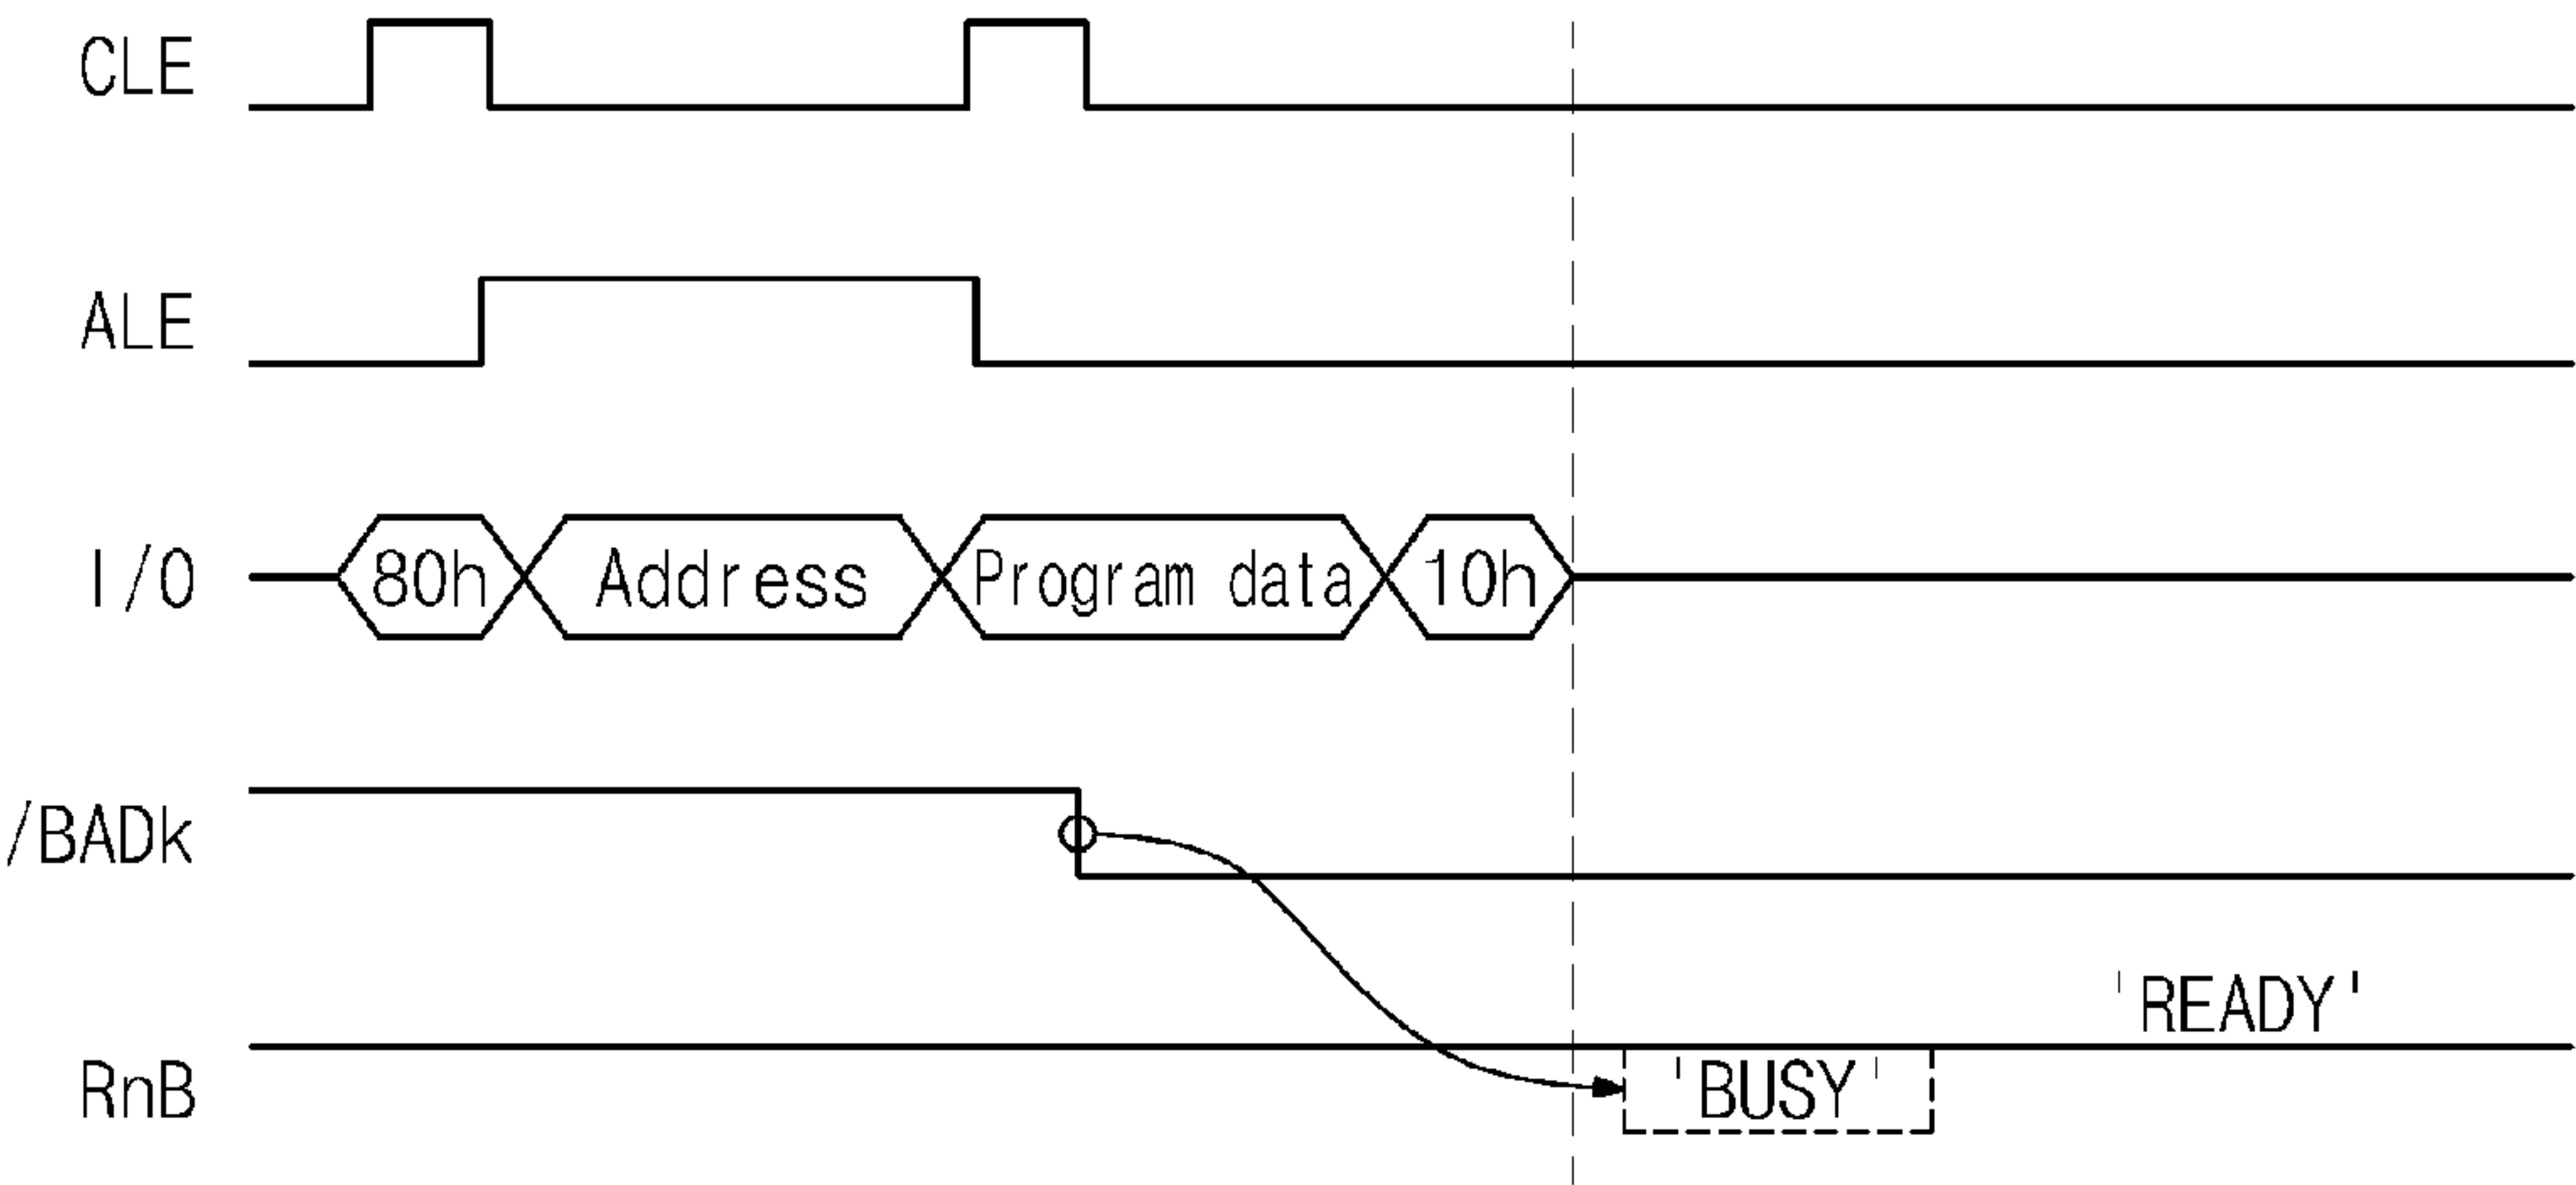 CLE
ALE
I/O 80h Address Program data 10h
/BADk
'READY'
RnB 'BUSY'